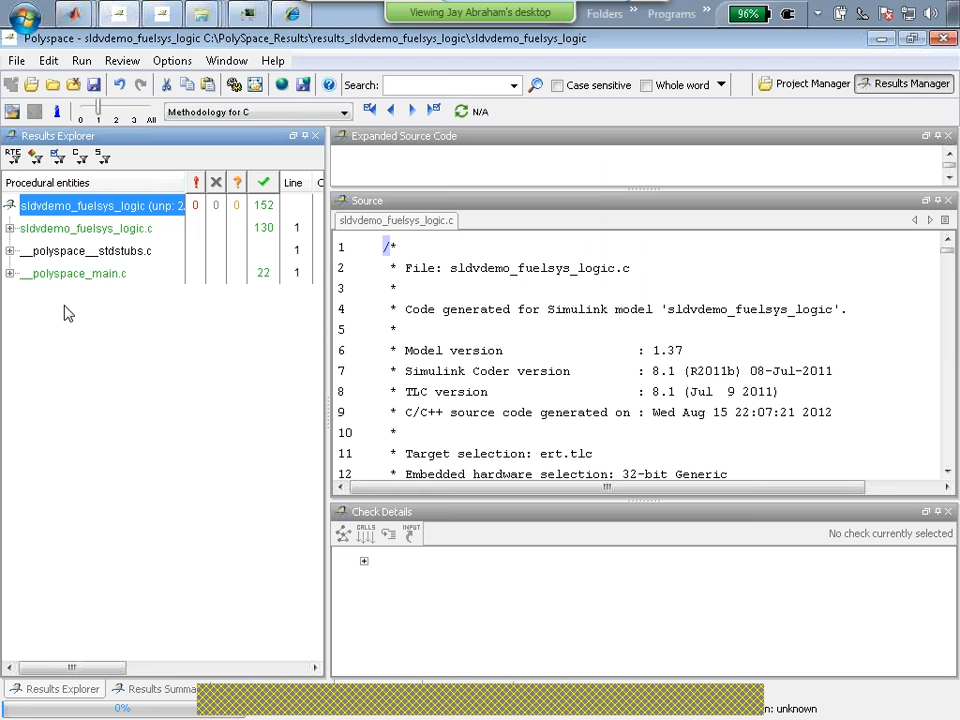 Viewing Jay Abraham's desktop
Folders
Programs
96%
Polyspace - sldvdemo_fuelsys_logic C:\PolySpace_Results\results_sldvdemo_fuelsys_logic\sldvdemo_fuelsys_logic
File Edit Run Review Options Window Help
Search:
Case sensitive
Whole word
Project Manager
Results Manager
0 1 2 3 All
Methodology for C
N/A
Results Explorer
RTE
Procedural entities ! X ? Line
sldvdemo_fuelsys_logic (unp: 2 0 0 0 152
sldvdemo_fuelsys_logic.c 130 1
__polyspace__stdstubs.c 1
__polyspace_main.c 22 1
Expanded Source Code
Source
sldvdemo_fuelsys_logic.c
1 /*
2 * File: sldvdemo_fuelsys_logic.c
3 *
4 * Code generated for Simulink model 'sldvdemo_fuelsys_logic'.
5 *
6 * Model version : 1.37
7 * Simulink Coder version : 8.1 (R2011b) 08-Jul-2011
8 * TLC version : 8.1 (Jul 9 2011)
9 * C/C++ source code generated on : Wed Aug 15 22:07:21 2012
10 *
11 * Target selection: ert.tlc
12 * Embedded hardware selection: 32-bit Generic
Check Details
CALLS
INPUT
No check currently selected
Results Explorer
Results Summa
0%
n: unknown